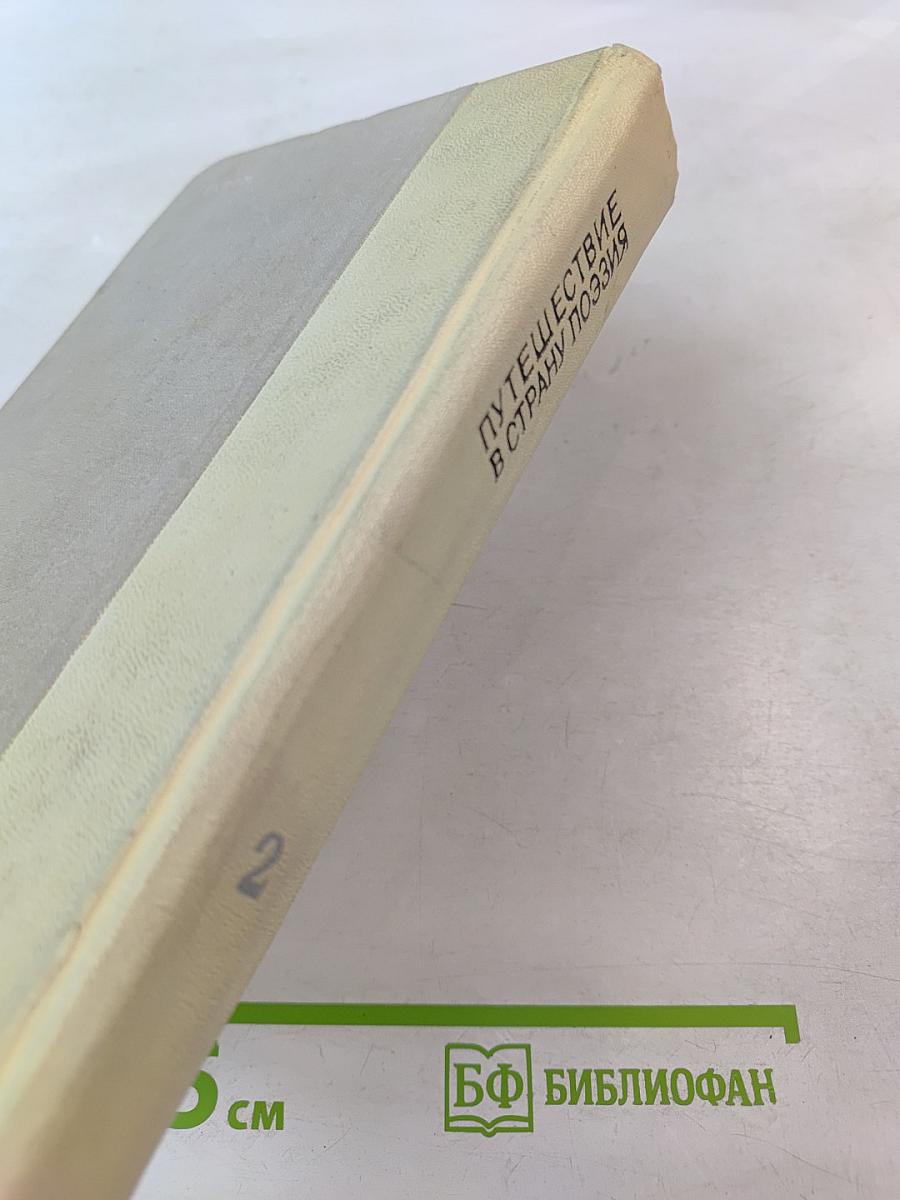 ПУТЕШЕСТВИЕ
В СТРАНУ ПОЭЗИЯ
2
см
БФ БИБЛИОФАН